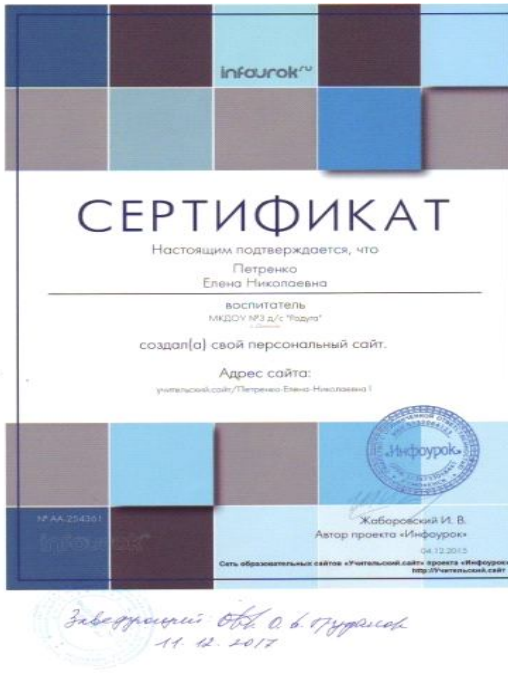 infourok.ru
СЕРТИФИКАТ
Настоящим подтверждается, что
Петренко
Елена Николаевна
воспитатель
МКДОУ №3 д/с "Радуга"
создал(а) свой персональный сайт.
Адрес сайта:
учительский.сайт/Петренко-Елена-Николаевна1
«Инфоурок»
№ АА-254361
infourok
Жаборовский И. В.
Автор проекта «Инфоурок»
04.12.2015
Сеть образовательных сайтов «Учительский.сайт» проекта «Инфоурок»
http://Учительский.сайт
Заведующий О. В.
11. 12. 2017